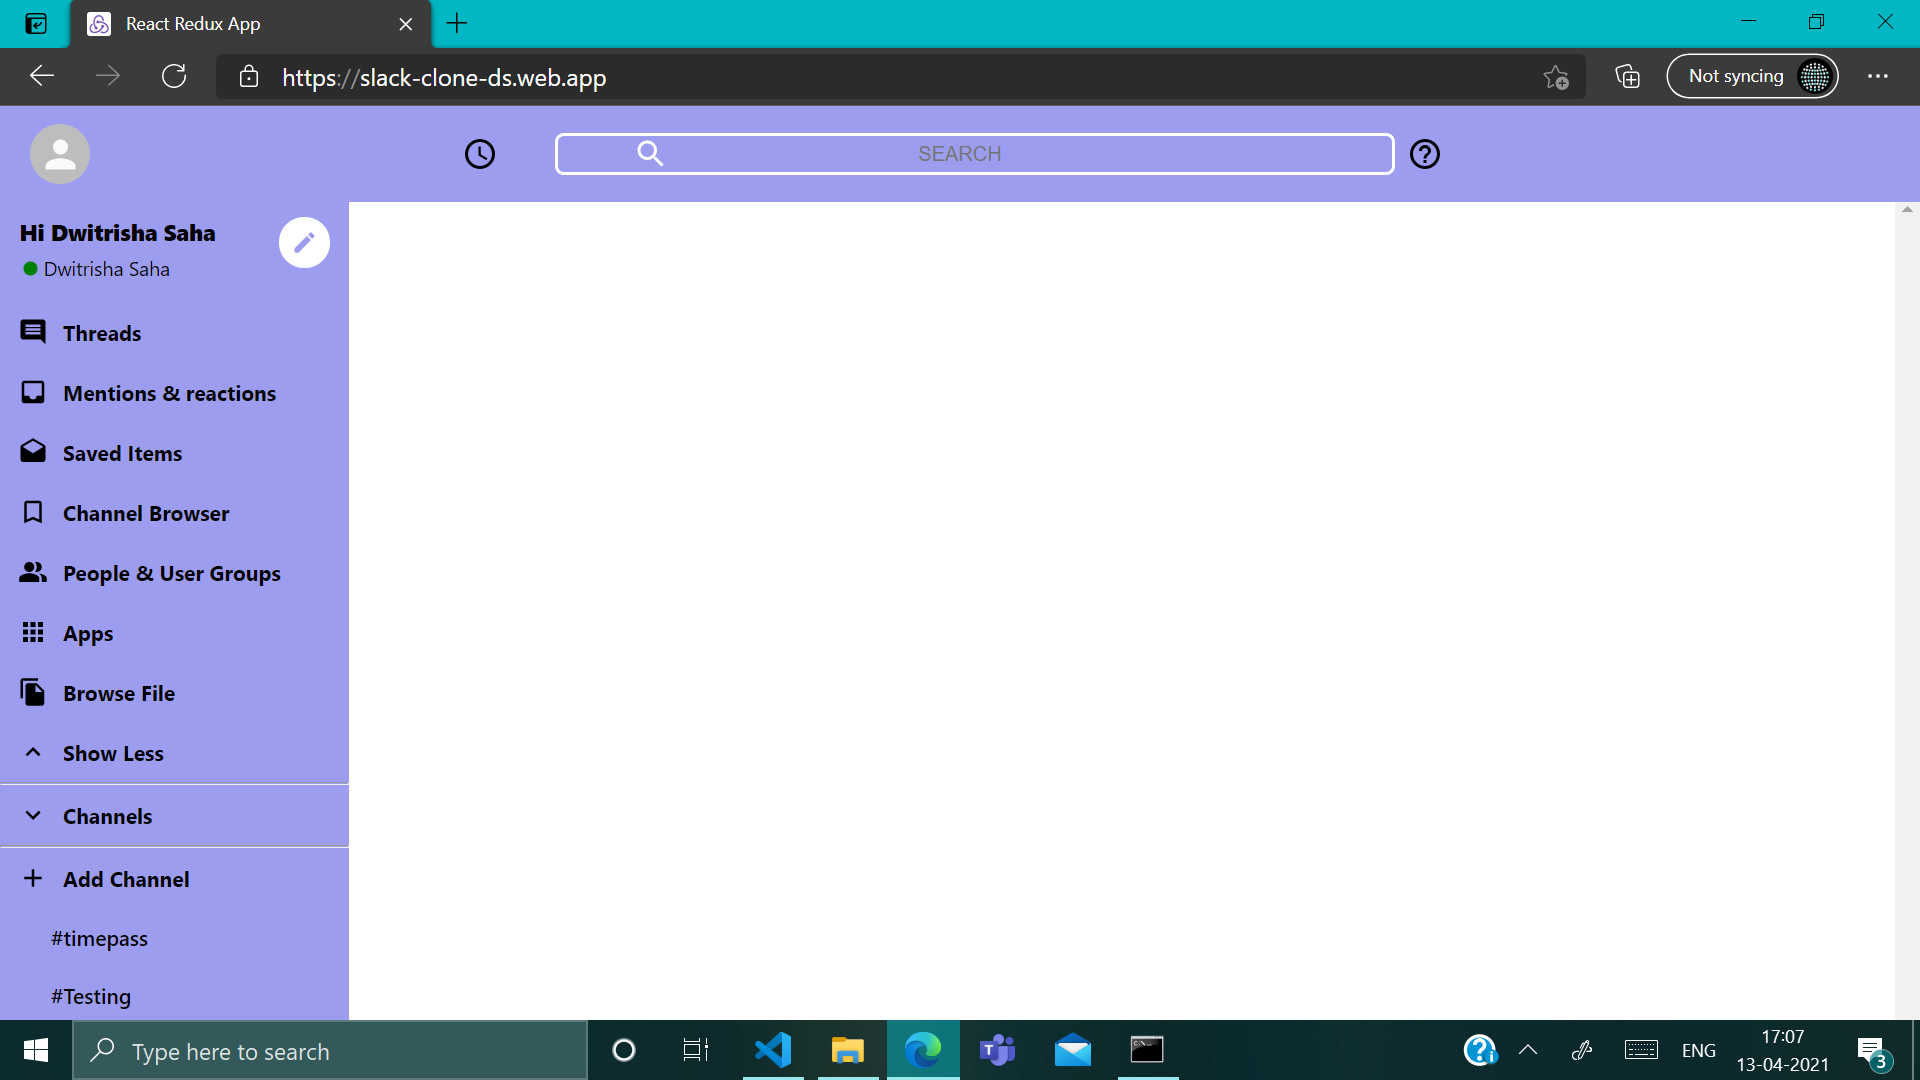 React Redux App
https://slack-clone-ds.web.app
Not syncing
SEARCH
Hi Dwitrisha Saha
Dwitrisha Saha
Threads
Mentions & reactions
Saved Items
Channel Browser
People & User Groups
Apps
Browse File
Show Less
Channels
Add Channel
#timepass
#Testing
Type here to search
ENG
17:07
13-04-2021
3